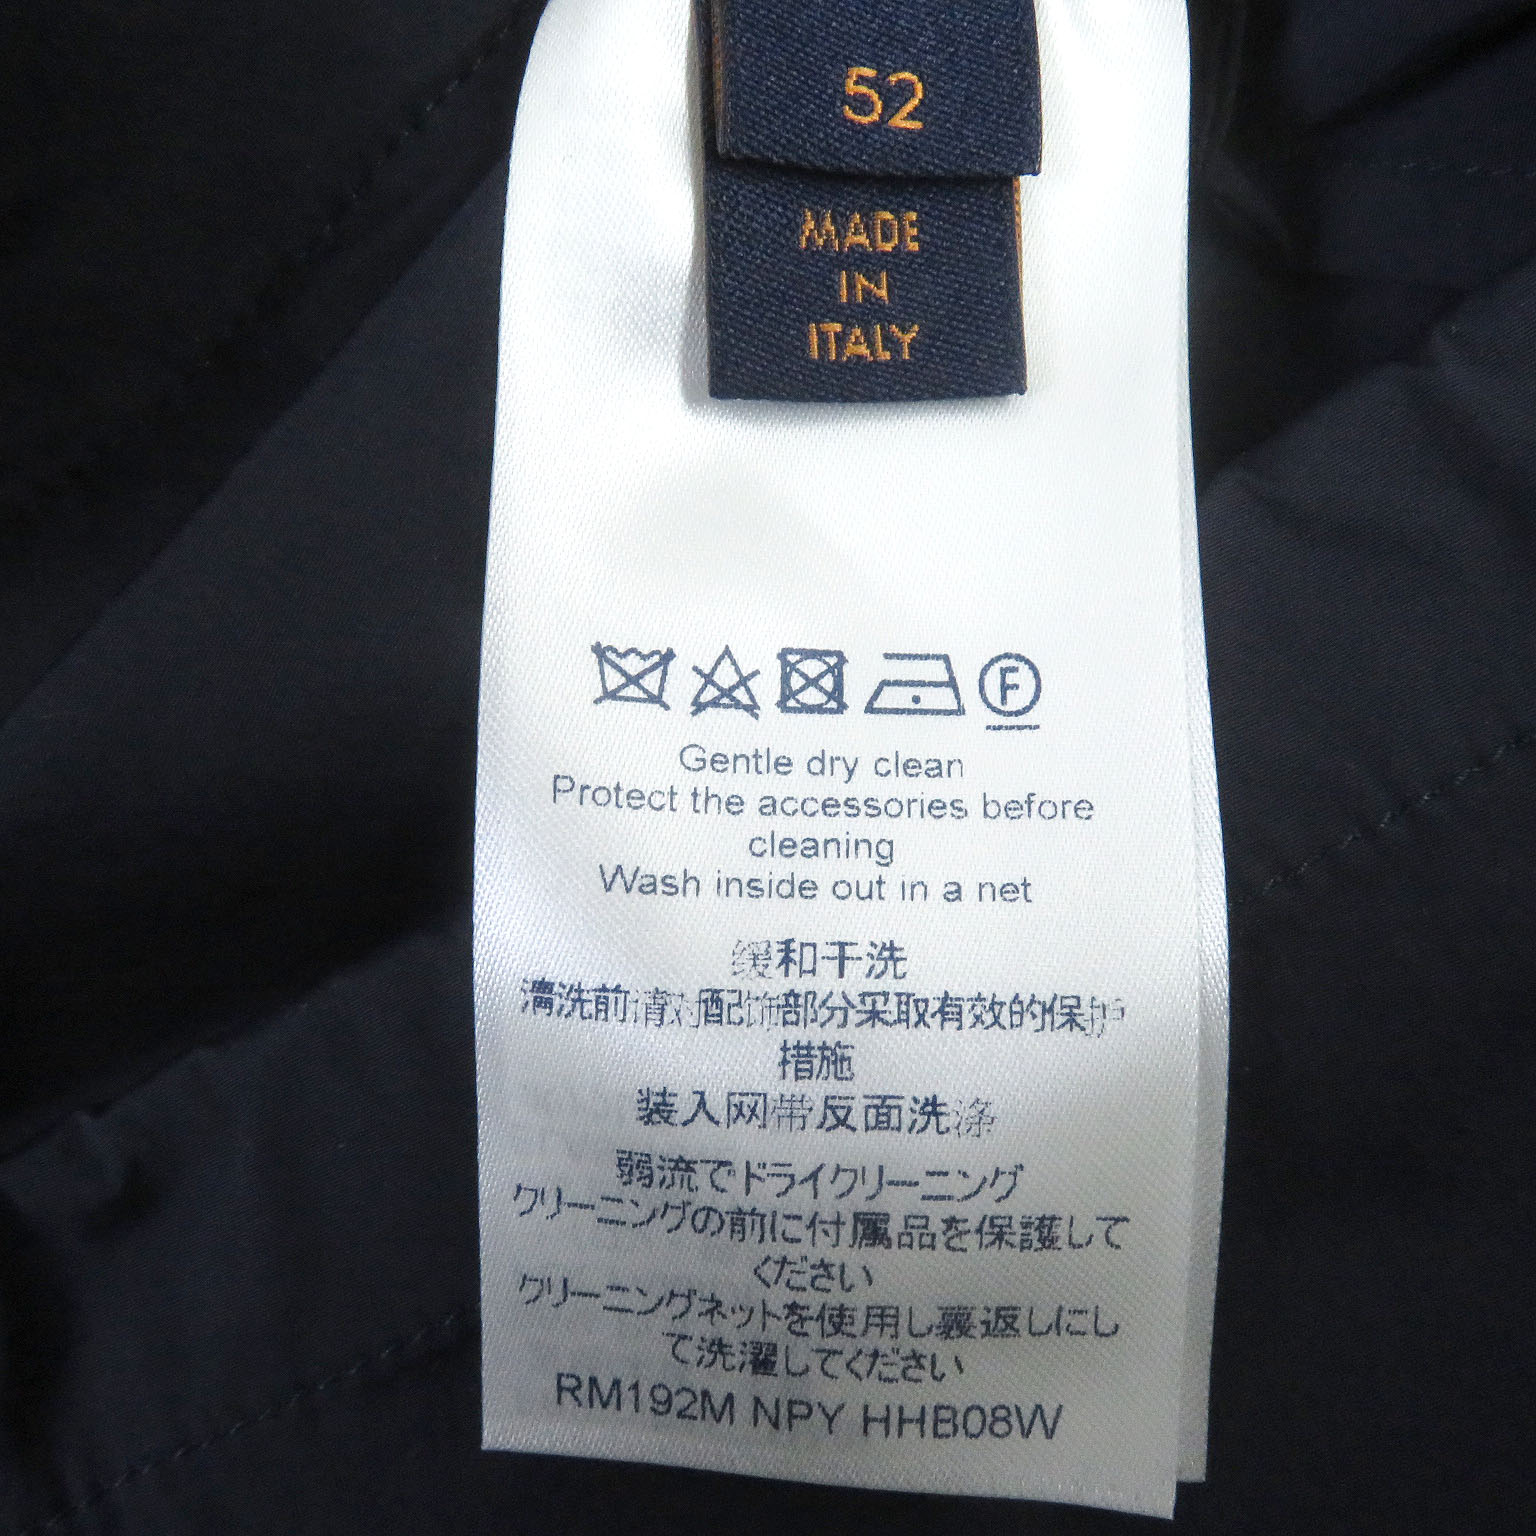 52
MADE
IN
ITALY
F
Gentle dry clean
Protect the accessories before
cleaning
Wash inside out in a net
缓和干洗
清洗前请对配饰部分采取有效的保护
措施
装入网带反面洗涤
弱流でドライクリーニング
クリーニングの前に付属品を保護して
ください
クリーニングネットを使用し裏返しにし
て洗濯してください
RM192M NPY HHB08W